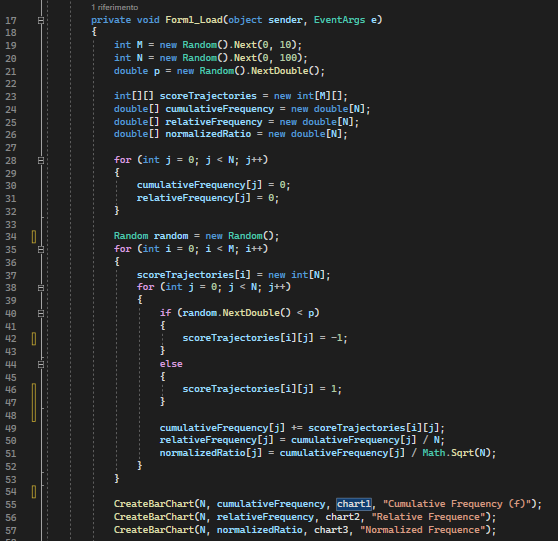 1 riferimento
17 private void Form1_Load(object sender, EventArgs e)
18 {
19 int M = new Random().Next(0, 10);
20 int N = new Random().Next(0, 100);
21 double p = new Random().NextDouble();
22
23 int[][] scoreTrajectories = new int[M][];
24 double[] cumulativeFrequency = new double[N];
25 double[] relativeFrequency = new double[N];
26 double[] normalizedRatio = new double[N];
27
28 for (int j = 0; j < N; j++)
29 {
30 cumulativeFrequency[j] = 0;
31 relativeFrequency[j] = 0;
32 }
33
34 Random random = new Random();
35 for (int i = 0; i < M; i++)
36 {
37 scoreTrajectories[i] = new int[N];
38 for (int j = 0; j < N; j++)
39 {
40 if (random.NextDouble() < p)
41 {
42 scoreTrajectories[i][j] = -1;
43 }
44 else
45 {
46 scoreTrajectories[i][j] = 1;
47 }
48
49 cumulativeFrequency[j] += scoreTrajectories[i][j];
50 relativeFrequency[j] = cumulativeFrequency[j] / N;
51 normalizedRatio[j] = cumulativeFrequency[j] / Math.Sqrt(N);
52 }
53 }
54
55 CreateBarChart(N, cumulativeFrequency, chart1, "Cumulative Frequency (f)");
56 CreateBarChart(N, relativeFrequency, chart2, "Relative Frequence");
57 CreateBarChart(N, normalizedRatio, chart3, "Normalized Frequence");